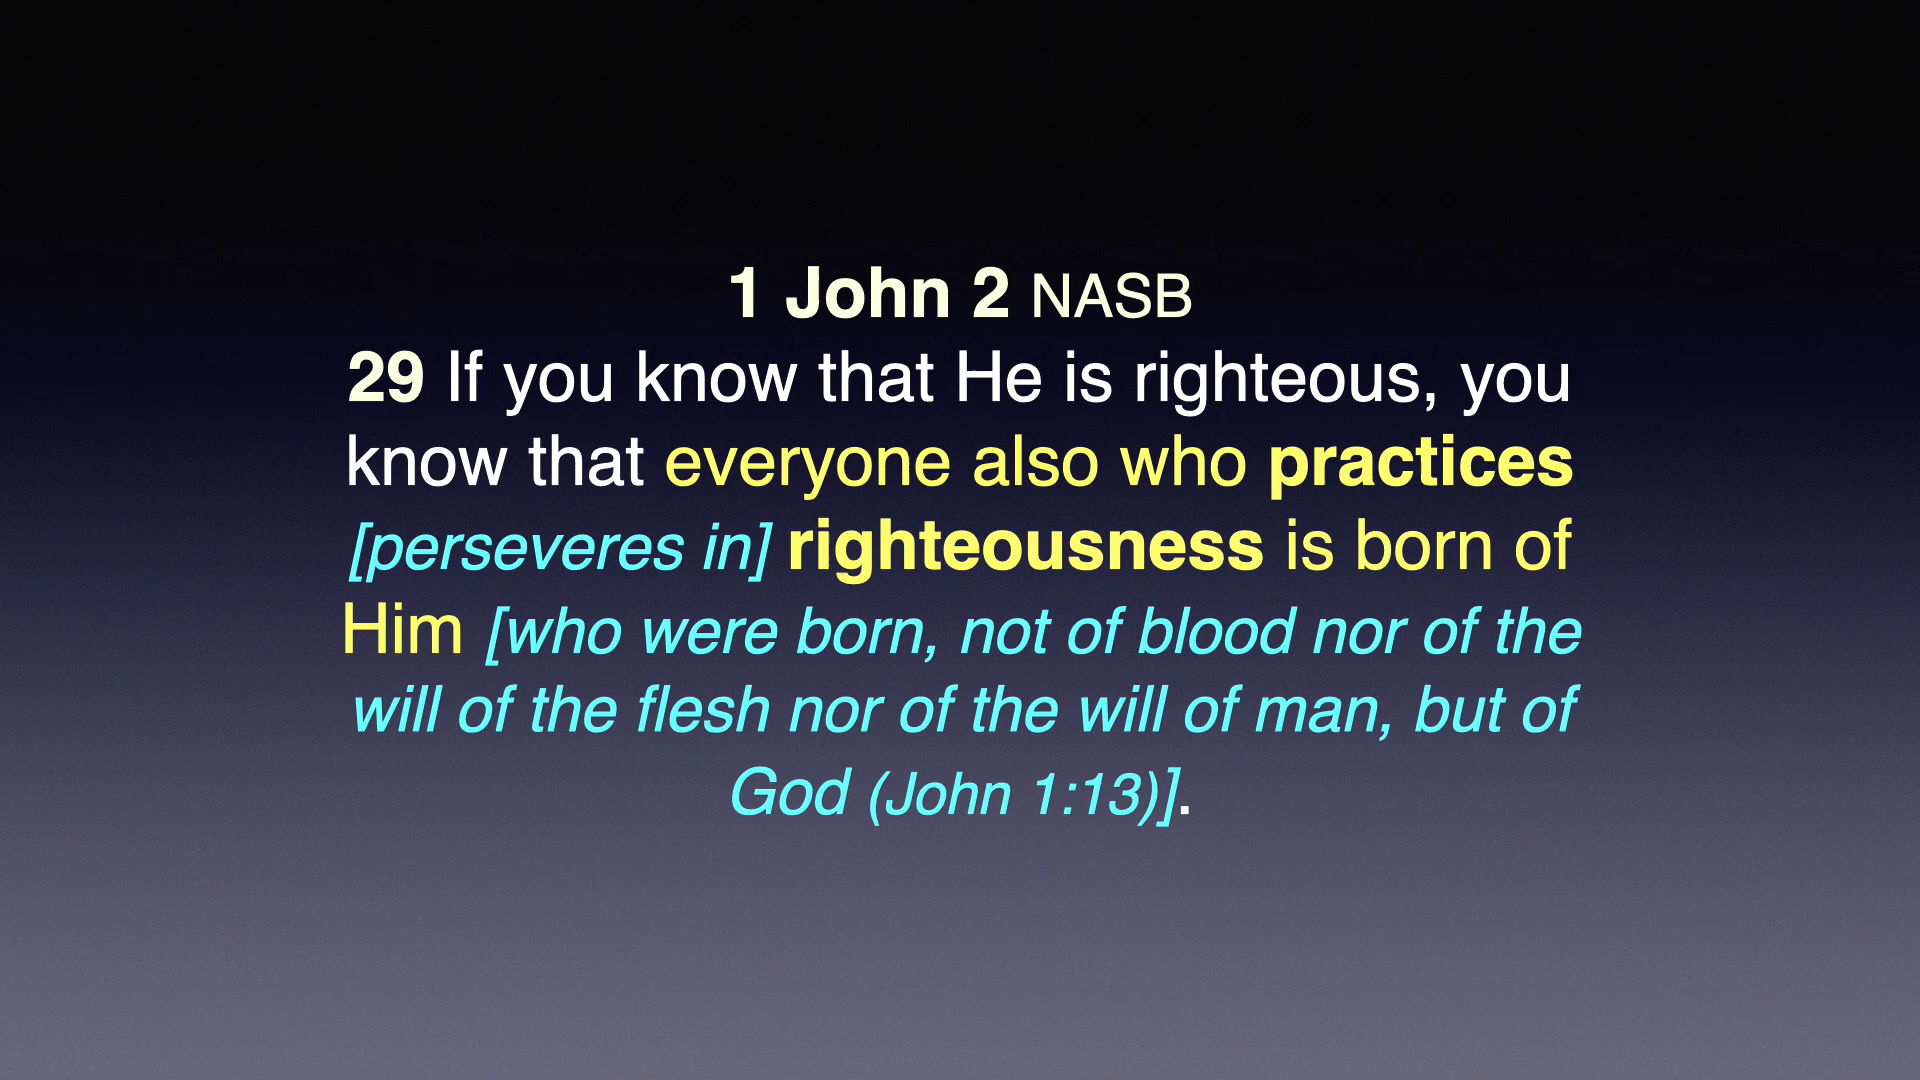 1 John 2 NASB
29 If you know that He is righteous, you
know that everyone also who practices
[perseveres in] righteousness is born of
Him [who were born, not of blood nor of the
will of the flesh nor of the will of man, but of
God (John 1:13)].